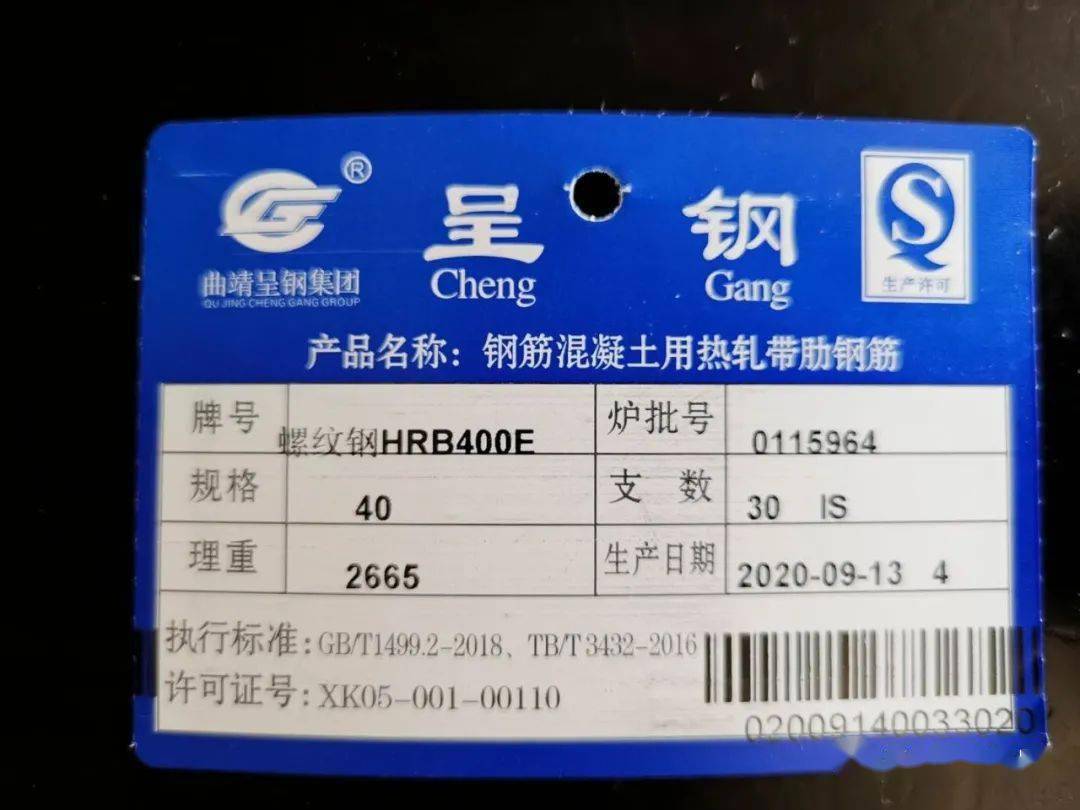 ®
呈 钢
Cheng Gang
曲靖呈钢集团
QU JING CHENG GANG GROUP
生产许可
产品名称：钢筋混凝土用热轧带肋钢筋
牌号 螺纹钢HRB400E 炉批号 0115964
规格 40 支 数 30 IS
理重 2665 生产日期 2020-09-13 4
执行标准：GB/T1499.2-2018、TB/T3432-2016
许可证号：XK05-001-00110
0200914003302